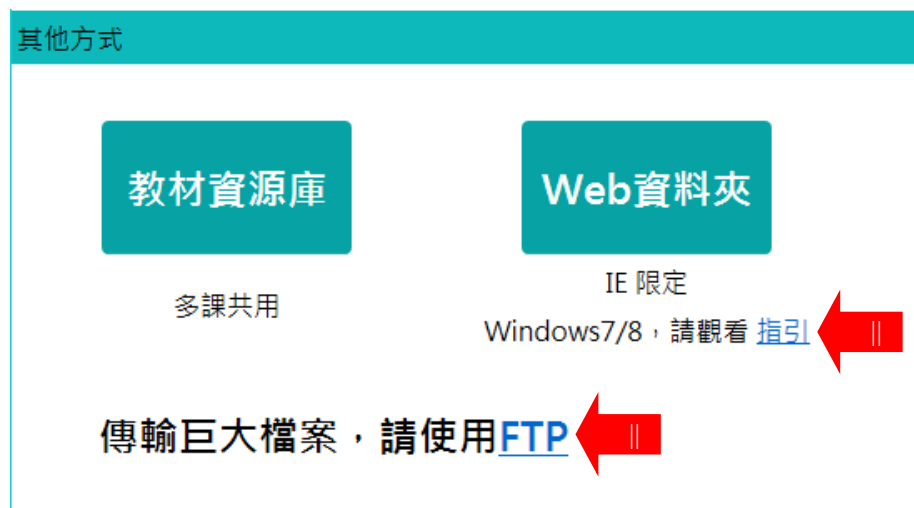 其他方式
教材資源庫
多課共用
Web資料夾
IE 限定
Windows7/8，請觀看 指引
傳輸巨大檔案，請使用FTP